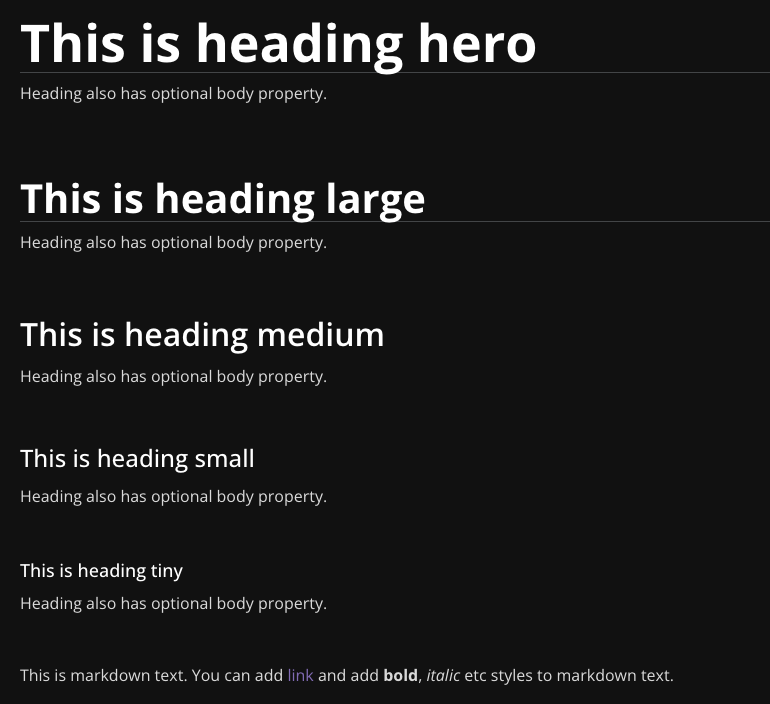 This is heading hero
Heading also has optional body property.
This is heading large
Heading also has optional body property.
This is heading medium
Heading also has optional body property.
This is heading small
Heading also has optional body property.
This is heading tiny
Heading also has optional body property.
This is markdown text. You can add link and add bold, italic etc styles to markdown text.